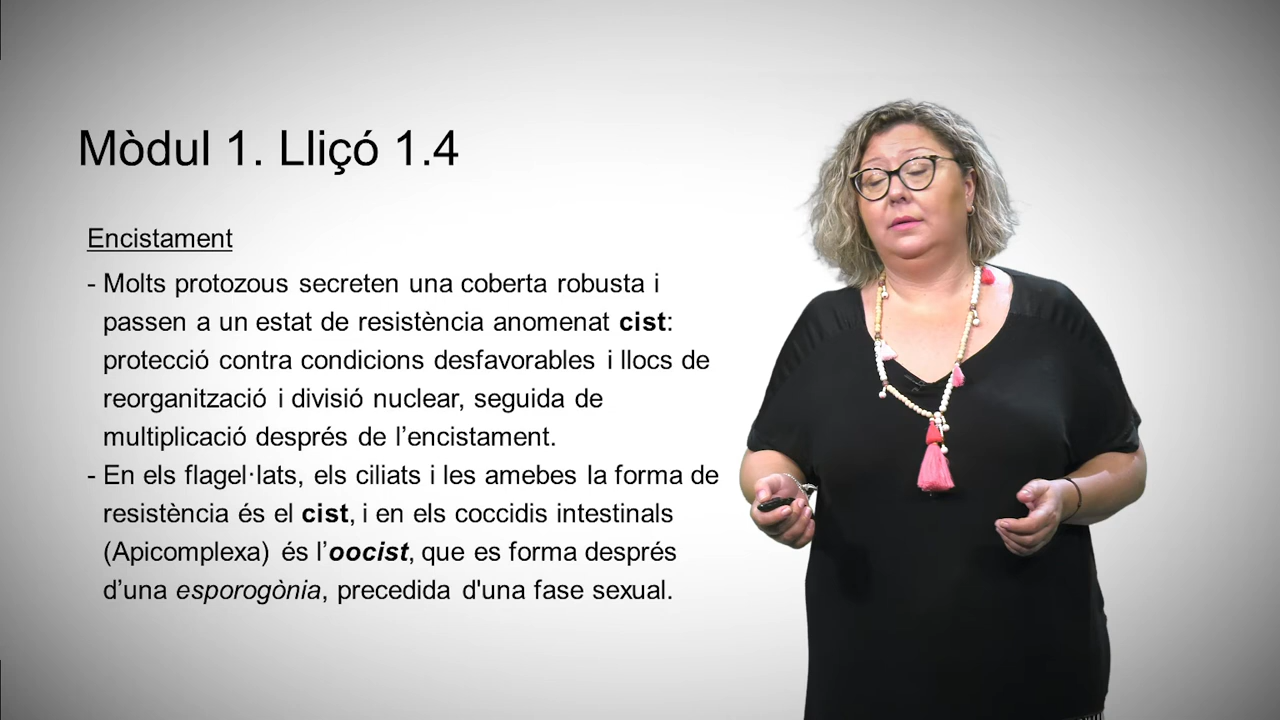 Mòdul 1. Lliçó 1.4
Encistament
- Molts protozous secreten una coberta robusta i
passen a un estat de resistència anomenat cist:
protecció contra condicions desfavorables i llocs de
reorganització i divisió nuclear, seguida de
multiplicació després de l’encistament.
- En els flagel·lats, els ciliats i les amebes la forma de
resistència és el cist, i en els coccidis intestinals
(Apicomplexa) és l’oocist, que es forma després
d’una esporogònia, precedida d'una fase sexual.